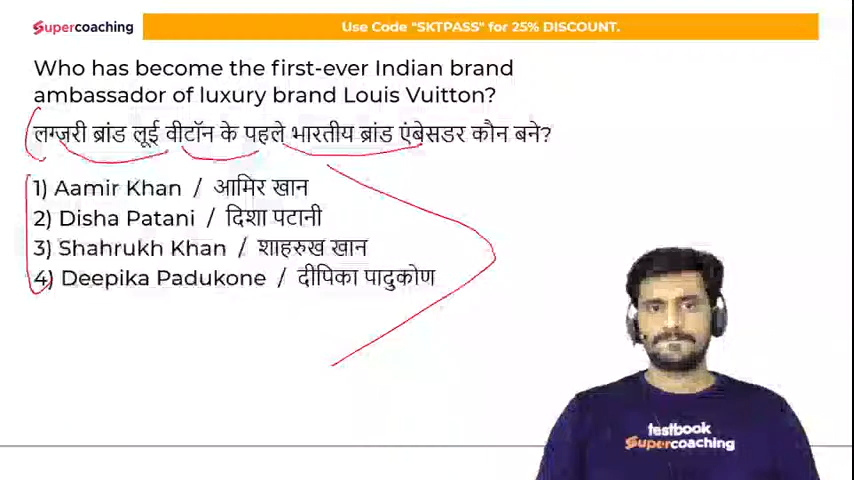 Supercoaching
Use Code "SKTPASS" for 25% DISCOUNT.
Who has become the first-ever Indian brand
ambassador of luxury brand Louis Vuitton?
लग्ज़री ब्रांड लूई वीटॉन के पहले भारतीय ब्रांड एंबेसडर कौन बने?
1) Aamir Khan / आमिर खान
2) Disha Patani / दिशा पटानी
3) Shahrukh Khan / शाहरुख खान
4) Deepika Padukone / दीपिका पादुकोण
testbook
Supercoaching